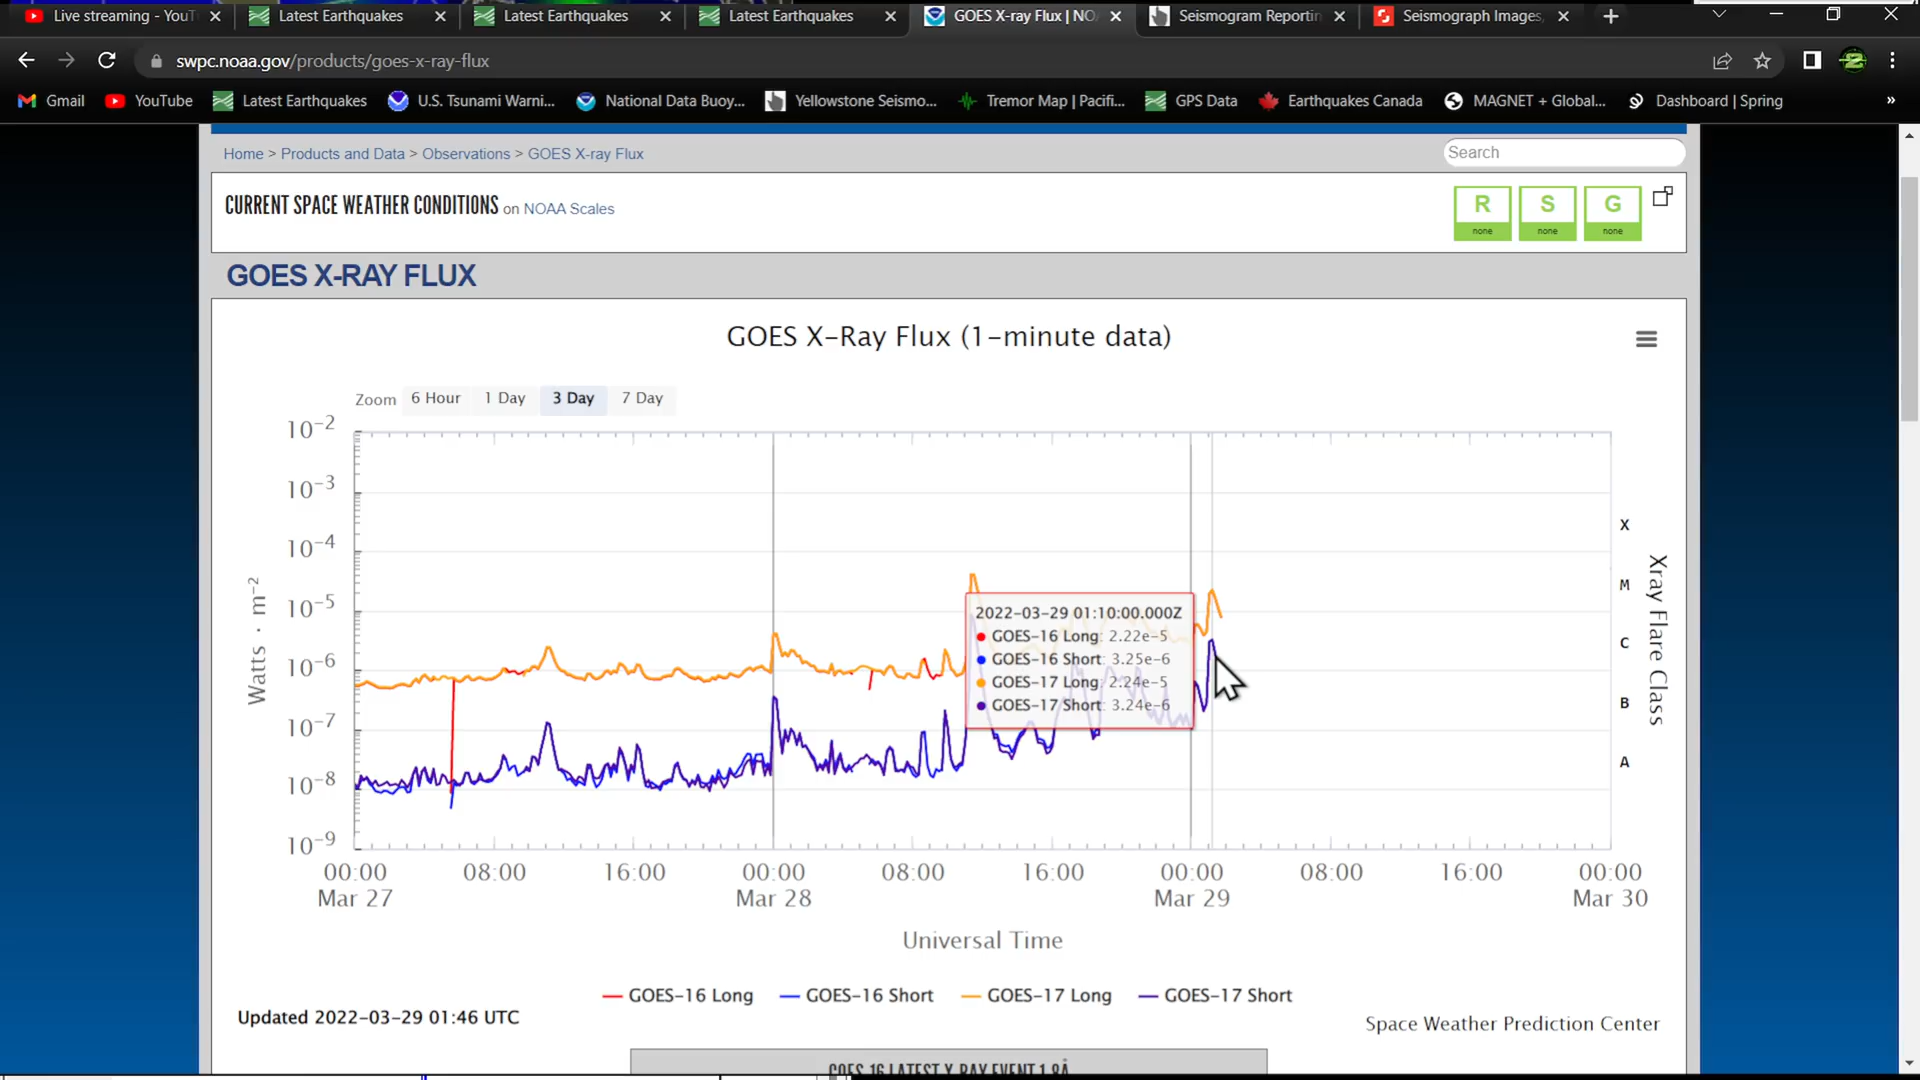 Live streaming - YouT
Latest Earthquakes
Latest Earthquakes
Latest Earthquakes
GOES X-ray Flux | NO
Seismogram Reportin
Seismograph Images,
swpc.noaa.gov/products/goes-x-ray-flux
Gmail YouTube Latest Earthquakes U.S. Tsunami Warni... National Data Buoy... Yellowstone Seismo... Tremor Map | Pacifi... GPS Data Earthquakes Canada MAGNET + Global... Dashboard | Spring »
Home > Products and Data > Observations > GOES X-ray Flux
Search
CURRENT SPACE WEATHER CONDITIONS on NOAA Scales
R S G
none none none
GOES X-RAY FLUX
GOES X-Ray Flux (1-minute data)
Zoom 6 Hour 1 Day 3 Day 7 Day
10⁻²
10⁻³
10⁻⁴
10⁻⁵
10⁻⁶
10⁻⁷
10⁻⁸
10⁻⁹
Watts · m⁻²
X
M
C
B
A
Xray Flare Class
2022-03-29 01:10:00.000Z
GOES-16 Long: 2.22e-5
GOES-16 Short: 3.25e-6
GOES-17 Long: 2.24e-5
GOES-17 Short: 3.24e-6
00:00 08:00 16:00 00:00 08:00 16:00 00:00 08:00 16:00 00:00
Mar 27 Mar 28 Mar 29 Mar 30
Universal Time
GOES-16 Long GOES-16 Short GOES-17 Long GOES-17 Short
Updated 2022-03-29 01:46 UTC
Space Weather Prediction Center
GOES 16 LATEST X-RAY EVENT 1-8Å